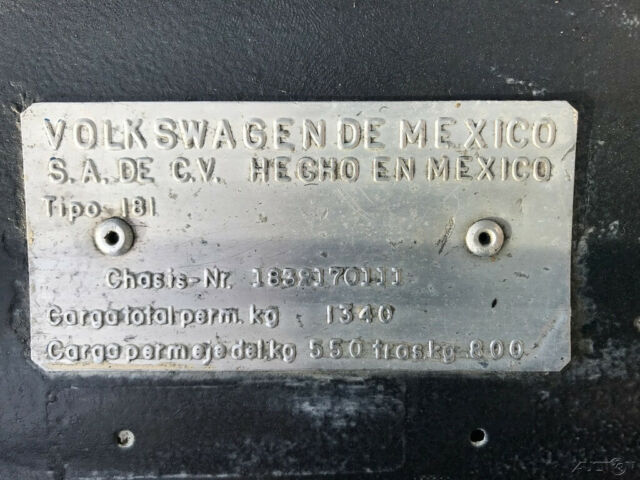 VOLKSWAGEN DE MEXICO
S.A. DE C.V. HECHO EN MEXICO
Tipo 181
Chasis-Nr. 1839170111
Carga total perm. kg 1340
Carga perm eje del.kg 550 tras kg 800